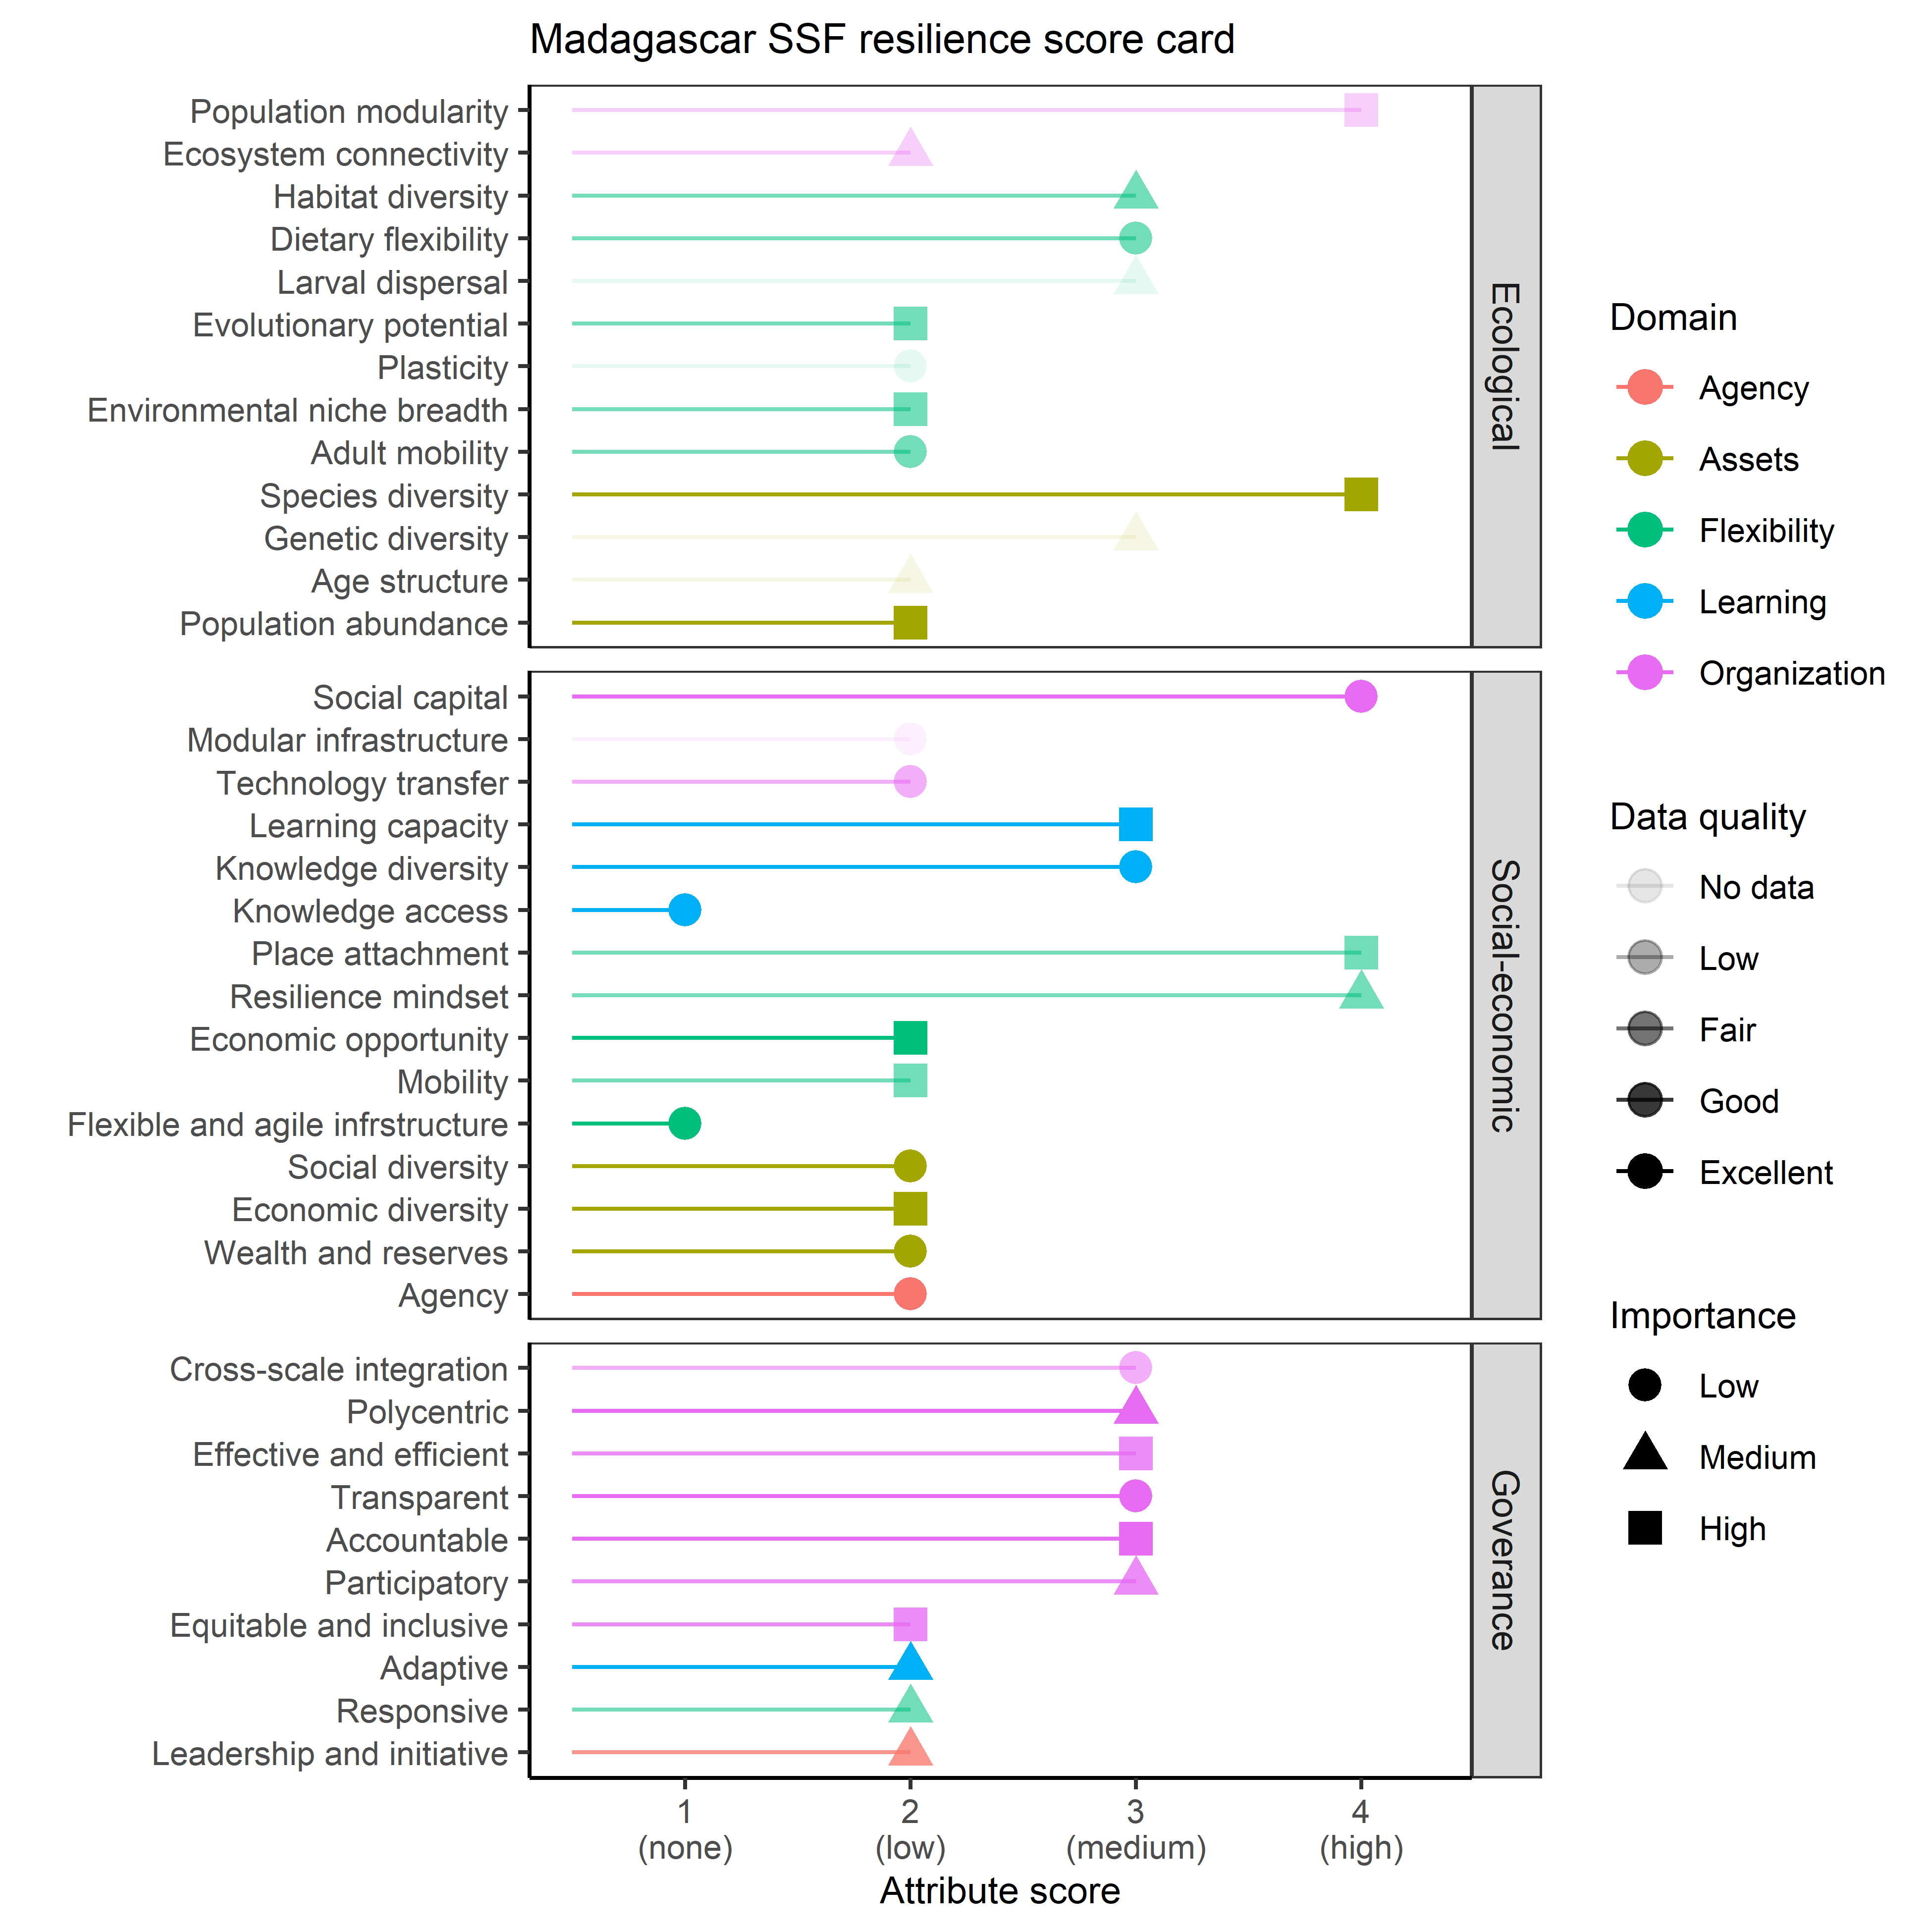 Madagascar SSF resilience score card
Population modularity
Ecosystem connectivity
Habitat diversity
Dietary flexibility
Larval dispersal
Evolutionary potential
Plasticity
Environmental niche breadth
Adult mobility
Species diversity
Genetic diversity
Age structure
Population abundance
Ecological
Social capital
Modular infrastructure
Technology transfer
Learning capacity
Knowledge diversity
Knowledge access
Place attachment
Resilience mindset
Economic opportunity
Mobility
Flexible and agile infrstructure
Social diversity
Economic diversity
Wealth and reserves
Agency
Social-economic
Cross-scale integration
Polycentric
Effective and efficient
Transparent
Accountable
Participatory
Equitable and inclusive
Adaptive
Responsive
Leadership and initiative
Goverance
1
(none)
2
(low)
3
(medium)
4
(high)
Attribute score
Domain
Agency
Assets
Flexibility
Learning
Organization
Data quality
No data
Low
Fair
Good
Excellent
Importance
Low
Medium
High